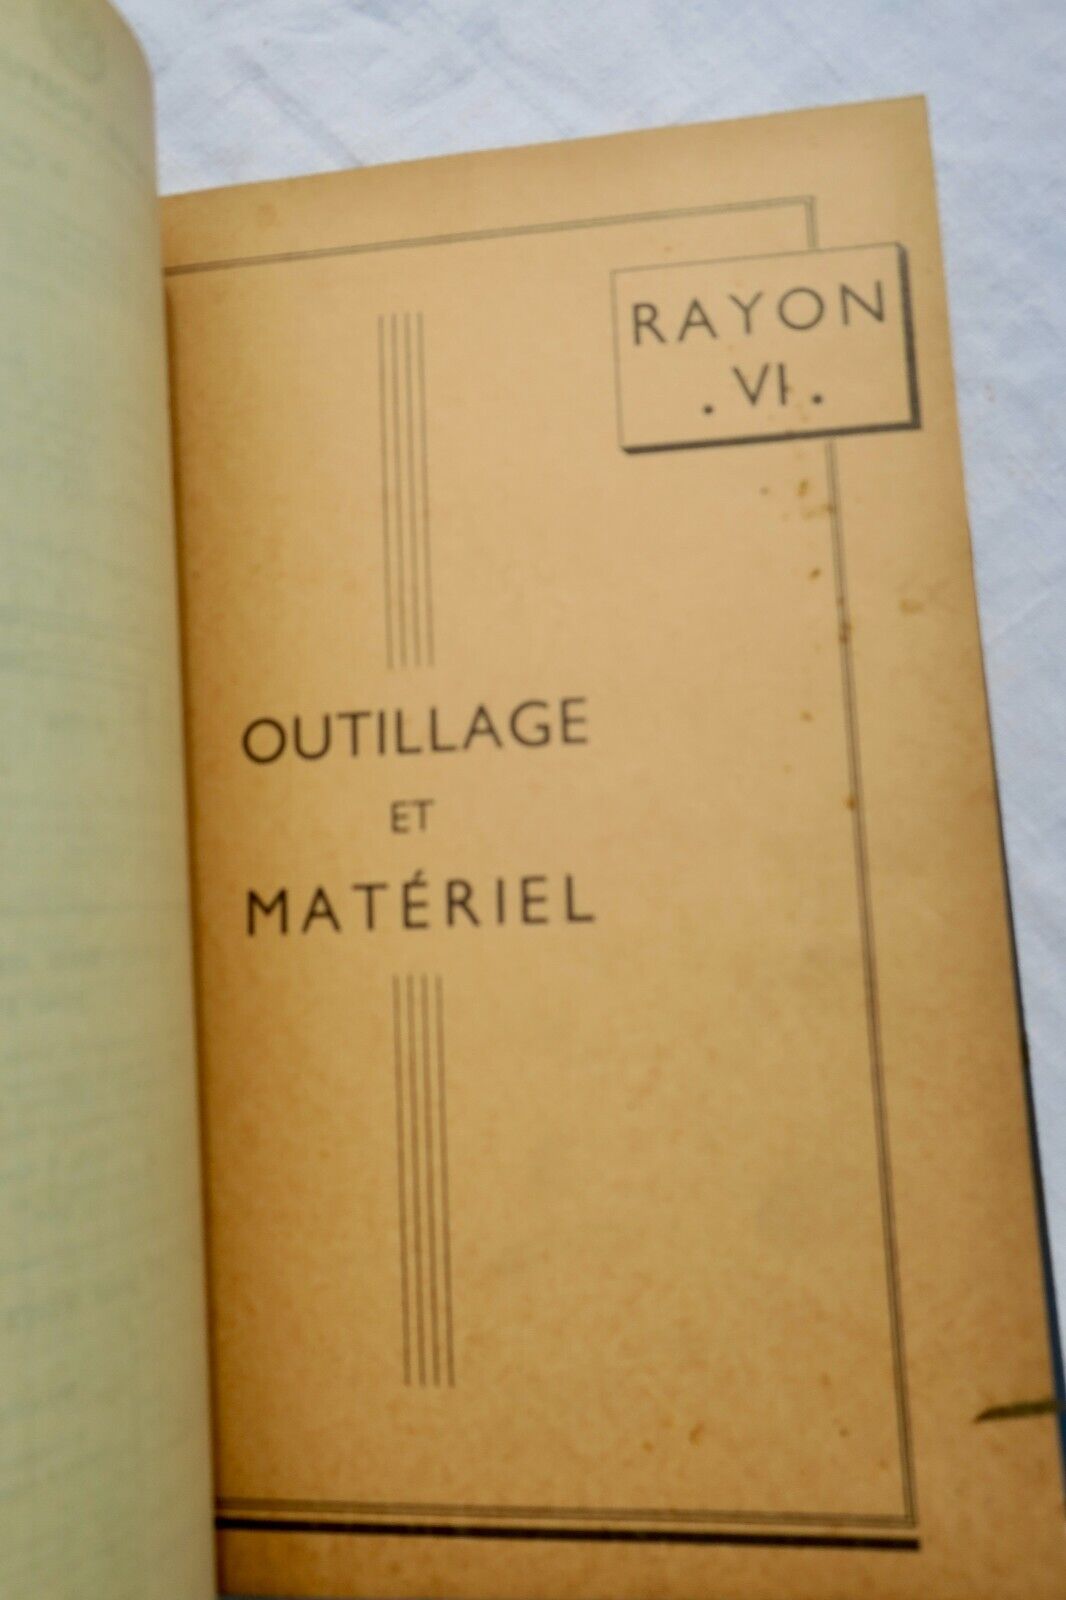 RAYON
. VI .
OUTILLAGE
ET
MATÉRIEL